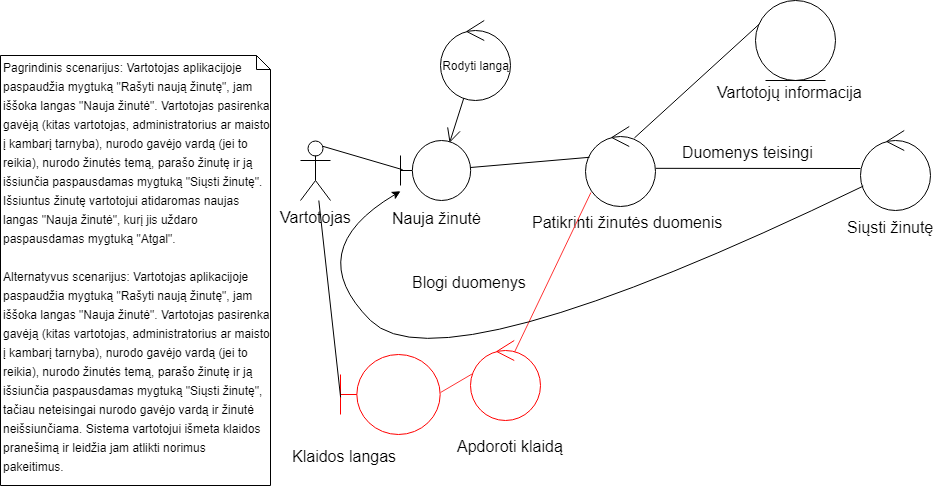 Pagrindinis scenarijus: Vartotojas aplikacijoje
paspaudžia mygtuką "Rašyti naują žinutę", jam
iššoka langas "Nauja žinutė". Vartotojas pasirenka
gavėją (kitas vartotojas, administratorius ar maisto
į kambarį tarnyba), nurodo gavėjo vardą (jei to
reikia), nurodo žinutės temą, parašo žinutę ir ją
išsiunčia paspausdamas mygtuką "Siųsti žinutę".
Išsiuntus žinutę vartotojui atidaromas naujas
langas "Nauja žinutė", kurį jis uždaro
paspausdamas mygtuką "Atgal".
Alternatyvus scenarijus: Vartotojas aplikacijoje
paspaudžia mygtuką "Rašyti naują žinutę", jam
iššoka langas "Nauja žinutė". Vartotojas pasirenka
gavėją (kitas vartotojas, administratorius ar maisto
į kambarį tarnyba), nurodo gavėjo vardą (jei to
reikia), nurodo žinutės temą, parašo žinutę ir ją
išsiunčia paspausdamas mygtuką "Siųsti žinutę",
tačiau neteisingai nurodo gavėjo vardą ir žinutė
neišsiunčiama. Sistema vartotojui išmeta klaidos
pranešimą ir leidžia jam atlikti norimus
pakeitimus.
Rodyti langą
Vartotojų informacija
Duomenys teisingi
Vartotojas
Nauja žinutė
Patikrinti žinutės duomenis
Siųsti žinutę
Blogi duomenys
Klaidos langas
Apdoroti klaidą